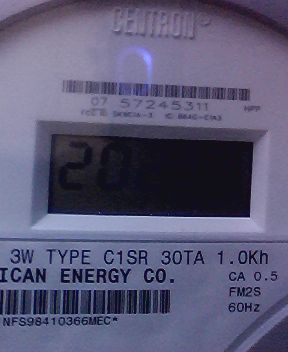 CENTRON
07 57245311 HPP
20
3W TYPE C1SR 30TA 1.0Kh
ICAN ENERGY CO. CA 0.5
FM2S
60Hz
NFS98410366MEC*